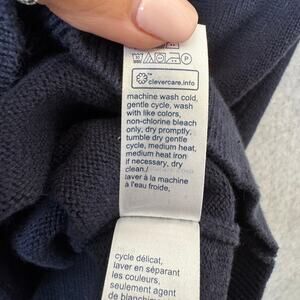 clevercare.info
machine wash cold,
gentle cycle, wash
with like colors,
non-chlorine bleach
only, dry promptly,
tumble dry gentle
cycle, medium heat,
medium heat iron
if necessary, dry
clean./
laver à la machine
à l'eau froide,
cycle délicat,
laver en séparant
les couleurs,
seulement agent
de blanchiment